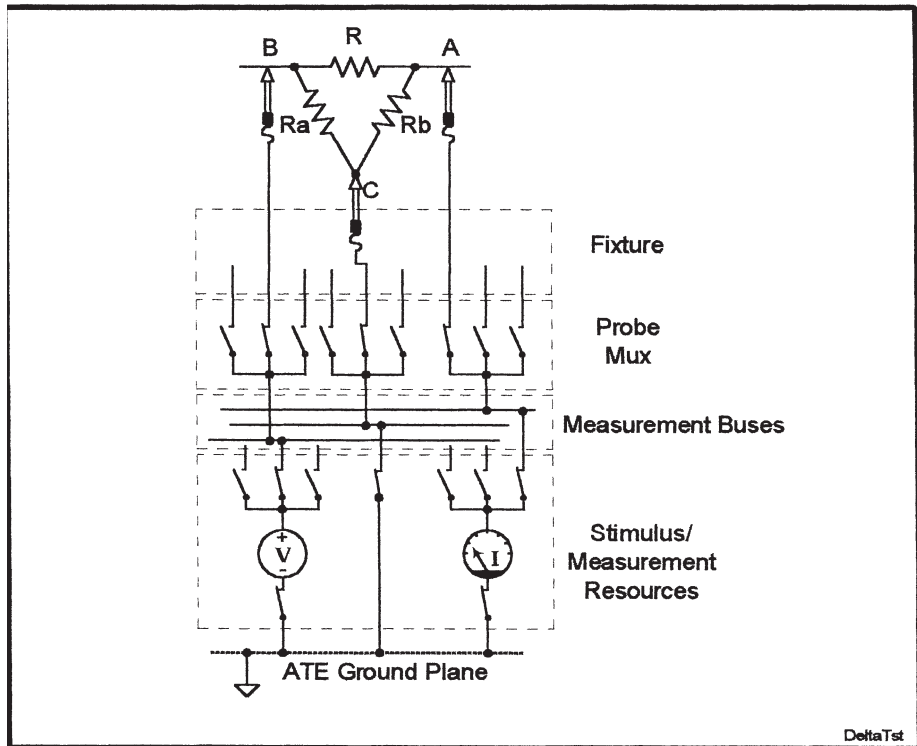 R
B
A
Ra
Rb
C
Fixture
Probe
Mux
Measurement Buses
+
V
-
I
Stimulus/
Measurement
Resources
ATE Ground Plane
DeltaTst